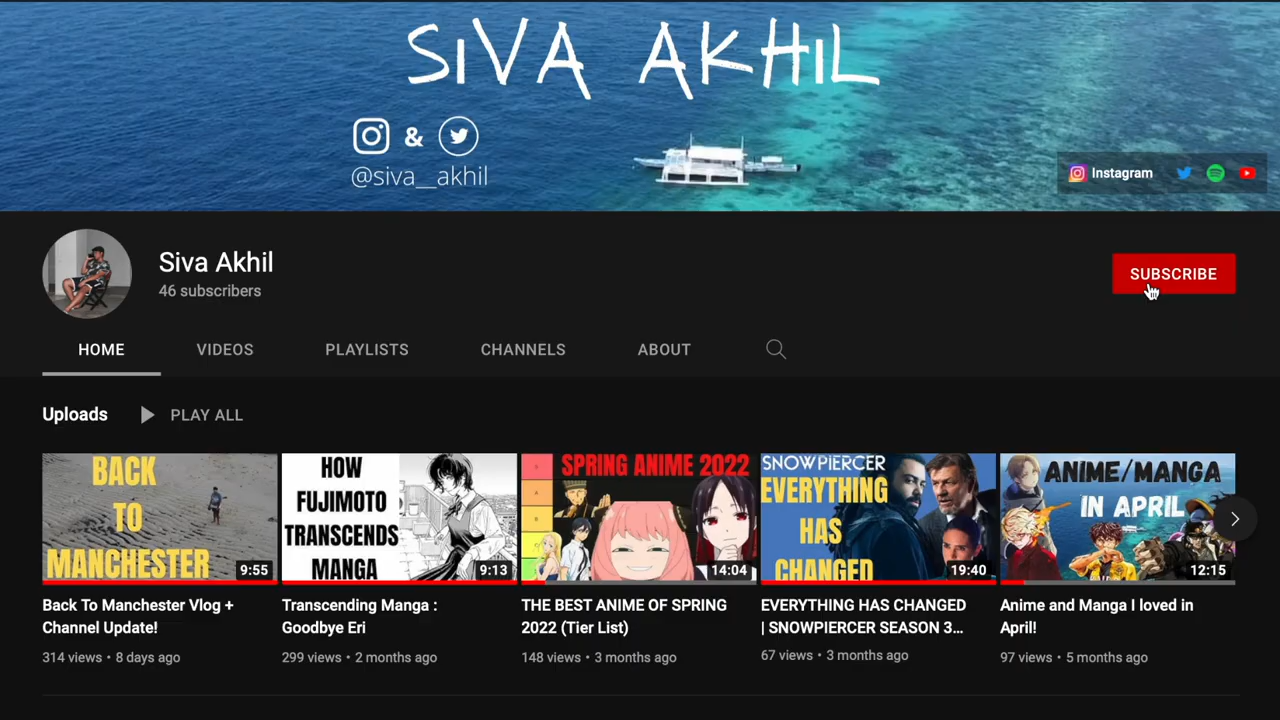 SiVA AKHiL
&
@siva__akhil
Instagram
Siva Akhil
46 subscribers
SUBSCRIBE
HOME
VIDEOS
PLAYLISTS
CHANNELS
ABOUT
Uploads
PLAY ALL
BACK
TO
MANCHESTER
9:55
HOW
FUJIMOTO
TRANSCENDS
MANGA
9:13
SPRING ANIME 2022
S
A
B
14:04
SNOWPIERCER
EVERYTHING
HAS
CHANGED
19:40
ANIME/MANGA
IN APRIL
12:15
Back To Manchester Vlog +
Channel Update!
314 views • 8 days ago
Transcending Manga :
Goodbye Eri
299 views • 2 months ago
THE BEST ANIME OF SPRING
2022 (Tier List)
148 views • 3 months ago
EVERYTHING HAS CHANGED
| SNOWPIERCER SEASON 3...
67 views • 3 months ago
Anime and Manga I loved in
April!
97 views • 5 months ago